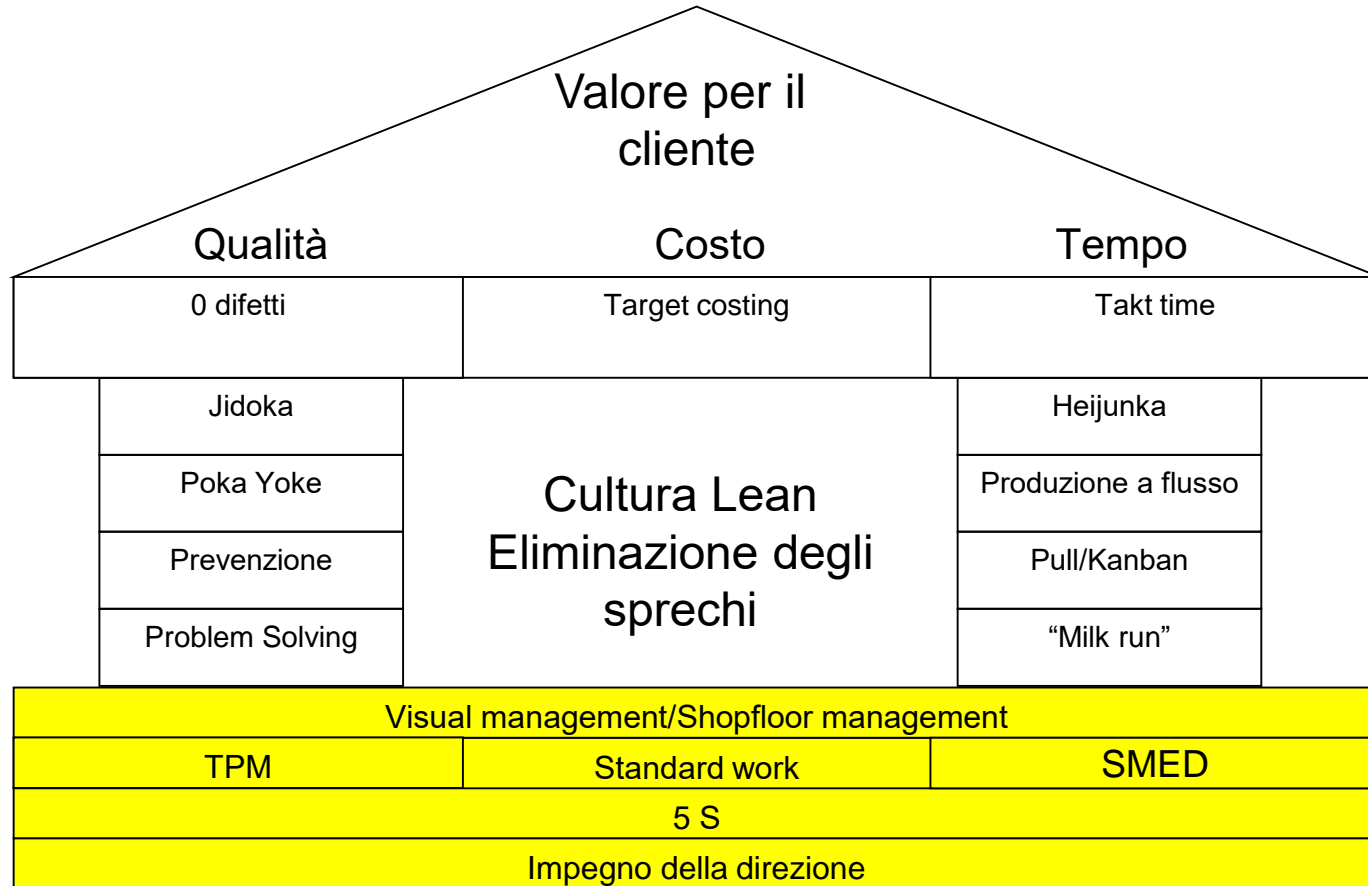 Valore per il
cliente
Qualità
Costo
Tempo
0 difetti
Target costing
Takt time
Jidoka
Poka Yoke
Prevenzione
Problem Solving
Cultura Lean
Eliminazione degli
sprechi
Heijunka
Produzione a flusso
Pull/Kanban
“Milk run”
Visual management/Shopfloor management
TPM
Standard work
SMED
5 S
Impegno della direzione